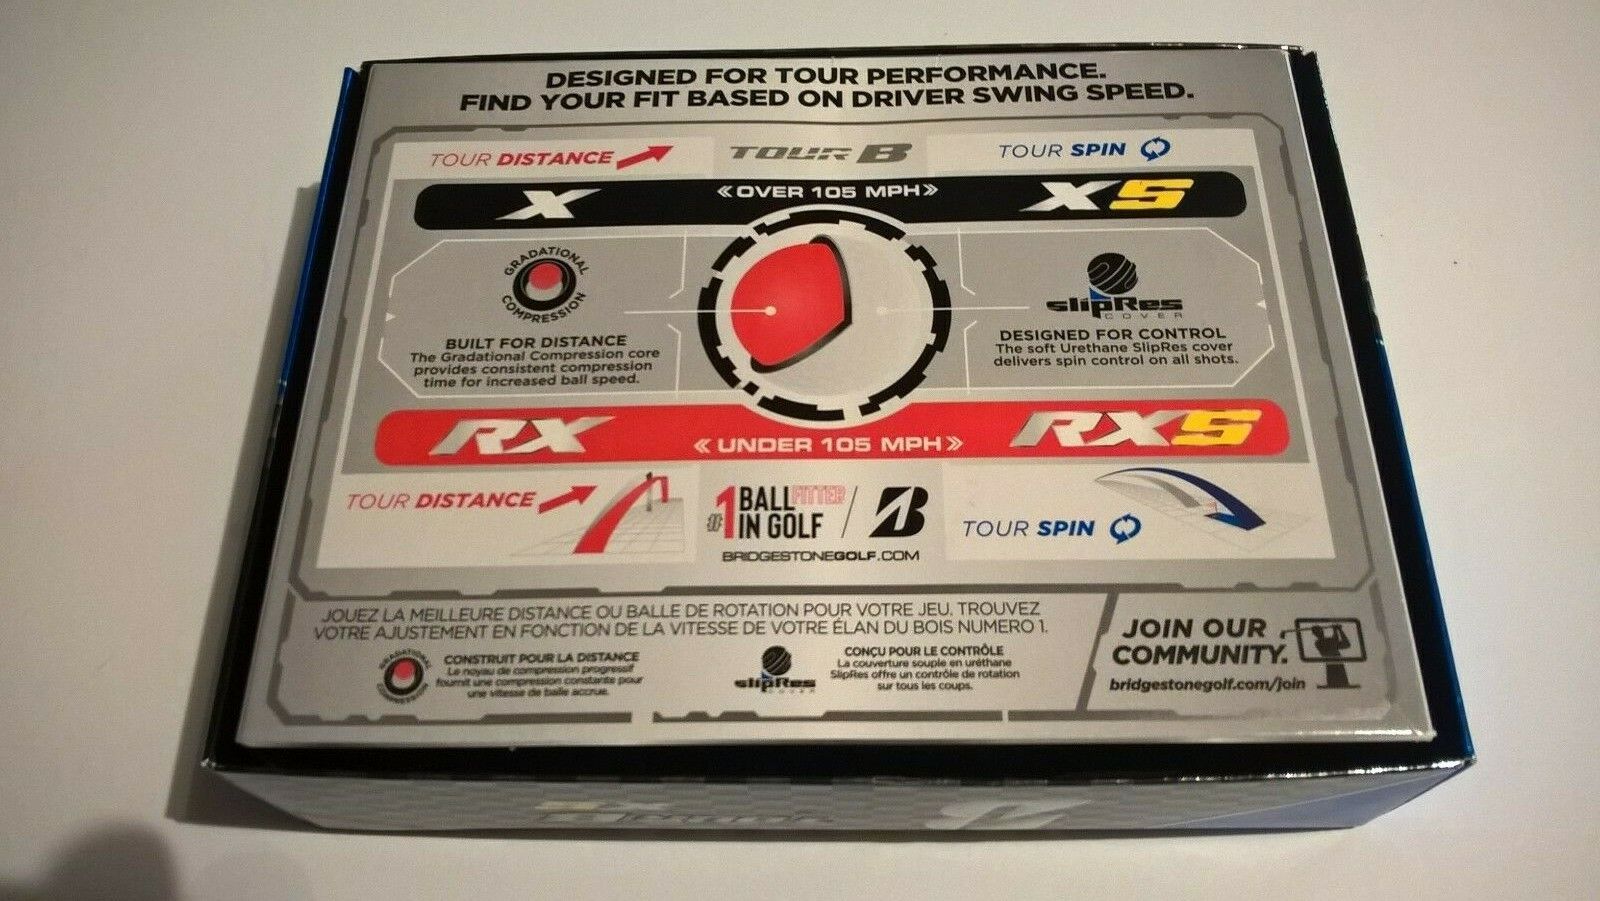 DESIGNED FOR TOUR PERFORMANCE.
FIND YOUR FIT BASED ON DRIVER SWING SPEED.
TOUR DISTANCE
TOUR B
TOUR SPIN
X
«OVER 105 MPH»
XS
GRADATIONAL
COMPRESSION
BUILT FOR DISTANCE
The Gradational Compression core
provides consistent compression
time for increased ball speed.
slipRes
COVER
DESIGNED FOR CONTROL
The soft Urethane SlipRes cover
delivers spin control on all shots.
RX
« UNDER 105 MPH »
RXS
TOUR DISTANCE
#1 BALL FITTER
IN GOLF
B
BRIDGESTONEGOLF.COM
TOUR SPIN
JOUEZ LA MEILLEURE DISTANCE OU BALLE DE ROTATION POUR VOTRE JEU. TROUVEZ
VOTRE AJUSTEMENT EN FONCTION DE LA VITESSE DE VOTRE ÉLAN DU BOIS NUMERO 1.
GRADATIONAL
COMPRESSION
CONSTRUIT POUR LA DISTANCE
Le noyau de compression progressif
fournit une compression constante pour
une vitesse de balle accrue.
slipRes
COVER
CONÇU POUR LE CONTRÔLE
La couverture souple en uréthane
SlipRes offre un contrôle de rotation
sur tous les coups.
JOIN OUR
COMMUNITY.
bridgestonegolf.com/join